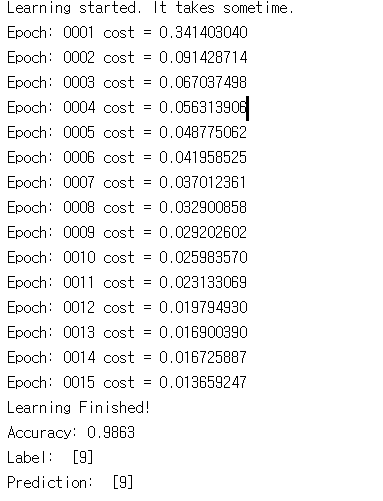 Learning started. It takes sometime.
Epoch: 0001 cost = 0.341403040
Epoch: 0002 cost = 0.091428714
Epoch: 0003 cost = 0.067037498
Epoch: 0004 cost = 0.056313906
Epoch: 0005 cost = 0.048775062
Epoch: 0006 cost = 0.041958525
Epoch: 0007 cost = 0.037012361
Epoch: 0008 cost = 0.032900858
Epoch: 0009 cost = 0.029202602
Epoch: 0010 cost = 0.025983570
Epoch: 0011 cost = 0.023133069
Epoch: 0012 cost = 0.019794930
Epoch: 0013 cost = 0.016900390
Epoch: 0014 cost = 0.016725887
Epoch: 0015 cost = 0.013659247
Learning Finished!
Accuracy: 0.9863
Label:  [9]
Prediction:  [9]